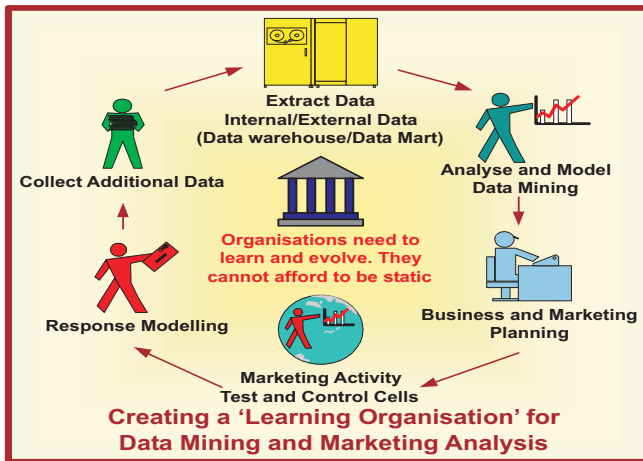 Extract Data
Internal/External Data
(Data warehouse/Data Mart)
Analyse and Model
Data Mining
Business and Marketing
Planning
Marketing Activity
Test and Control Cells
Response Modelling
Collect Additional Data
Organisations need to
learn and evolve. They
cannot afford to be static
Creating a ‘Learning Organisation’ for
Data Mining and Marketing Analysis